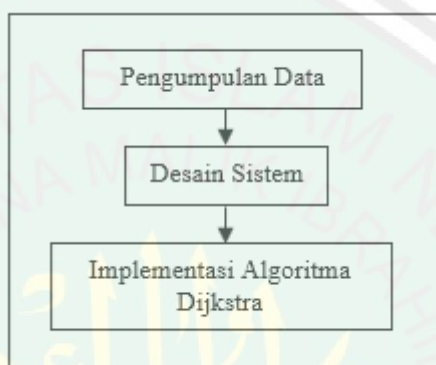 Pengumpulan Data
Desain Sistem
Implementasi Algoritma
Dijkstra